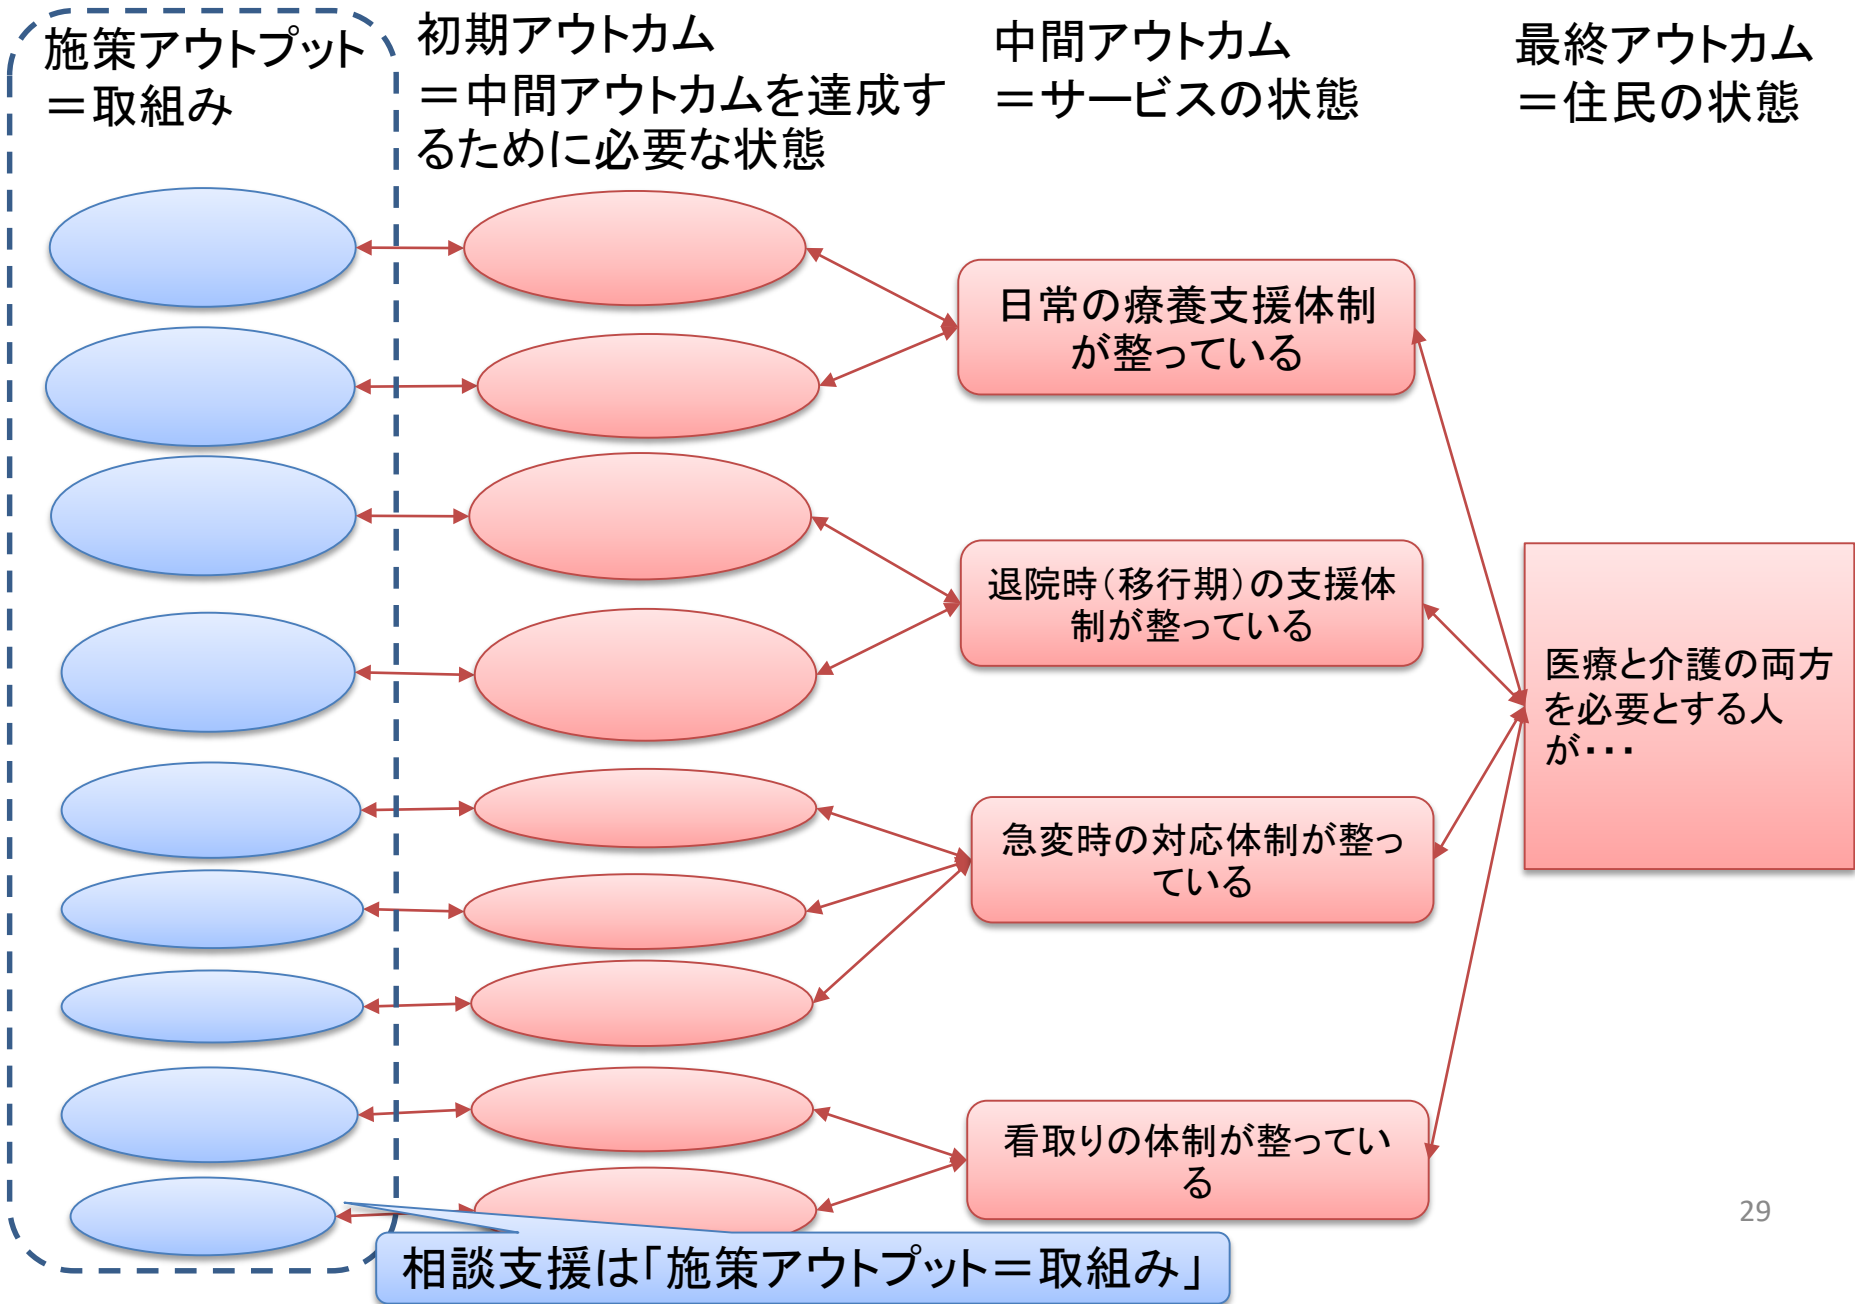 施策アウトプット
＝取組み
初期アウトカム
＝中間アウトカムを達成す
るために必要な状態
中間アウトカム
＝サービスの状態
最終アウトカム
＝住民の状態
日常の療養支援体制
が整っている
退院時（移行期）の支援体
制が整っている
急変時の対応体制が整っ
ている
看取りの体制が整ってい
る
医療と介護の両方
を必要とする人
が・・・
相談支援は「施策アウトプット＝取組み」
29